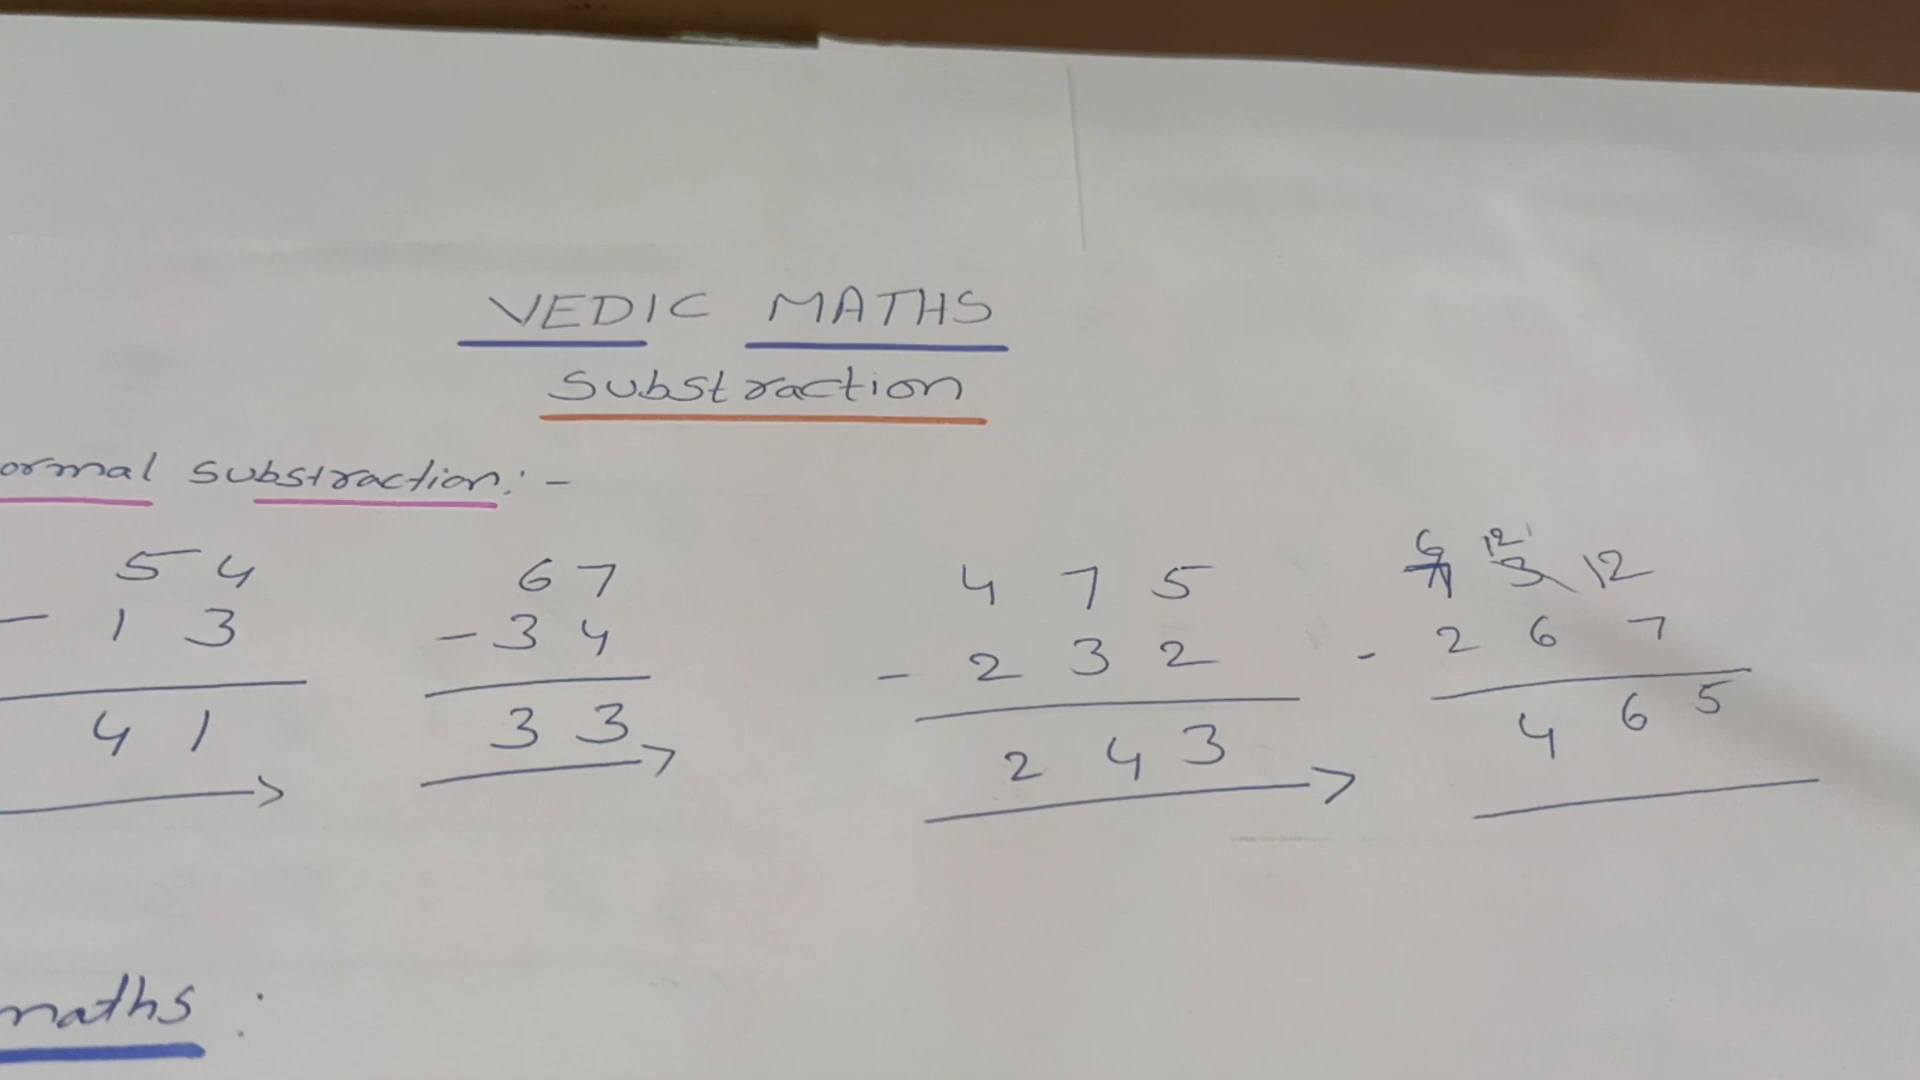 VEDIC MATHS
Substraction
ormal Substraction:-
54 67 475 6 12 12
7 3
- 13 - 34 - 232 - 267
41 33 243 465
maths :